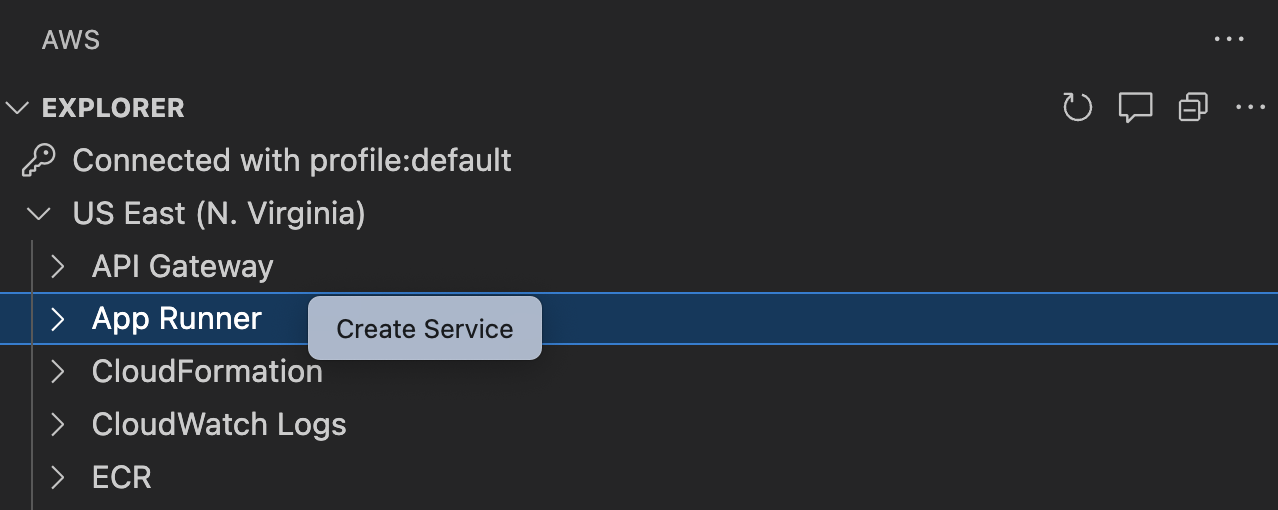 AWS
EXPLORER
Connected with profile:default
US East (N. Virginia)
API Gateway
App Runner
Create Service
CloudFormation
CloudWatch Logs
ECR